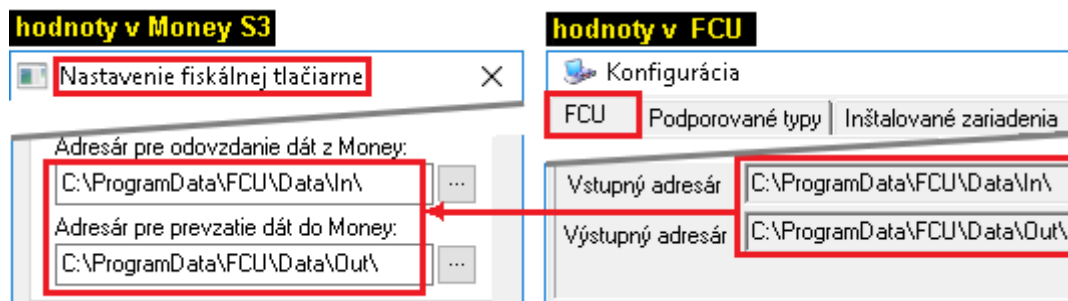 hodnoty v Money S3
Nastavenie fiskálnej tlačiarne
Adresár pre odovzdanie dát z Money:
C:\ProgramData\FCU\Data\In\
...
Adresár pre prevzatie dát do Money:
C:\ProgramData\FCU\Data\Out\
...
hodnoty v FCU
Konfigurácia
FCU Podporované typy Inštalované zariadenia
Vstupný adresár C:\ProgramData\FCU\Data\In\
Výstupný adresár C:\ProgramData\FCU\Data\Out\